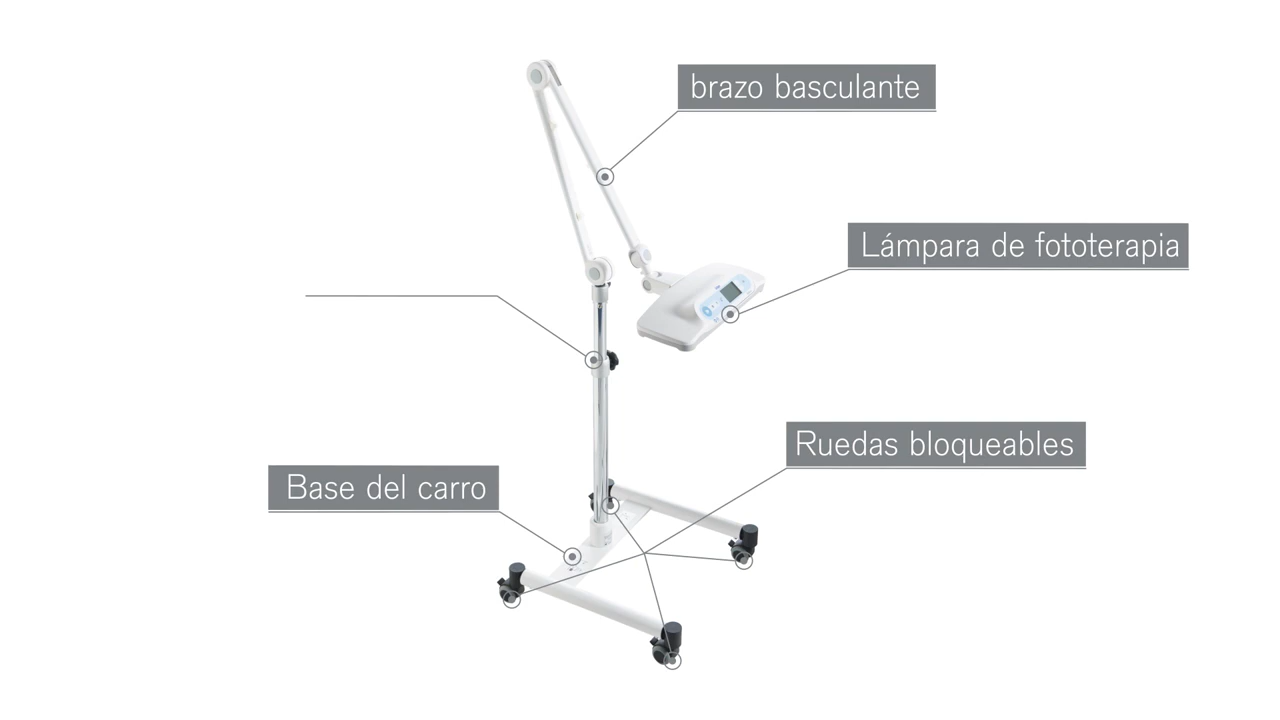 brazo basculante
Lámpara de fototerapia
Ruedas bloqueables
Base del carro